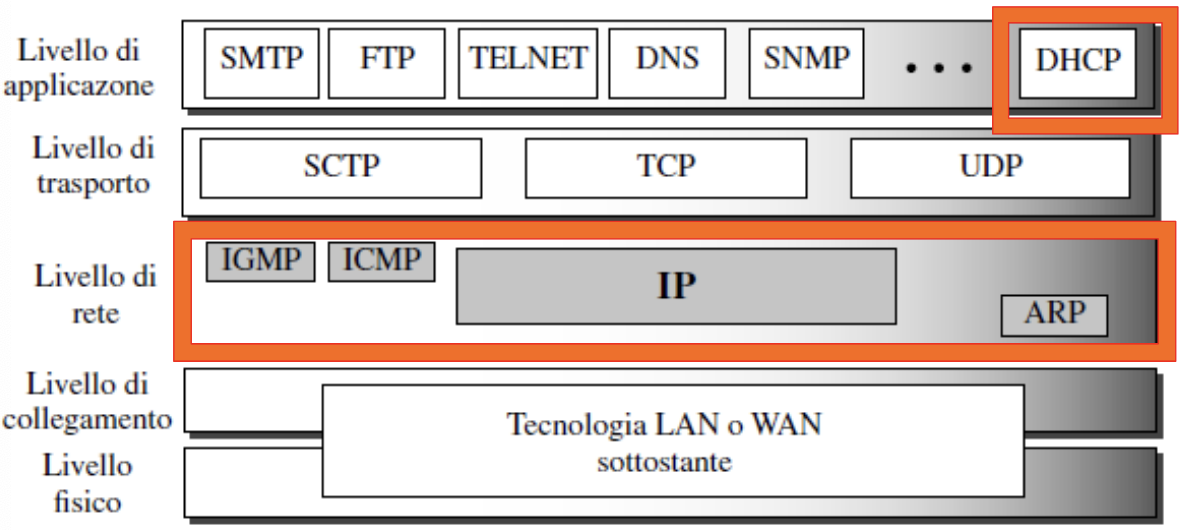 Livello di
applicazone
SMTP FTP TELNET DNS SNMP ... DHCP
Livello di
trasporto
SCTP TCP UDP
IGMP ICMP IP ARP
Livello di
rete
Livello di
collegamento
Tecnologia LAN o WAN
sottostante
Livello
fisico